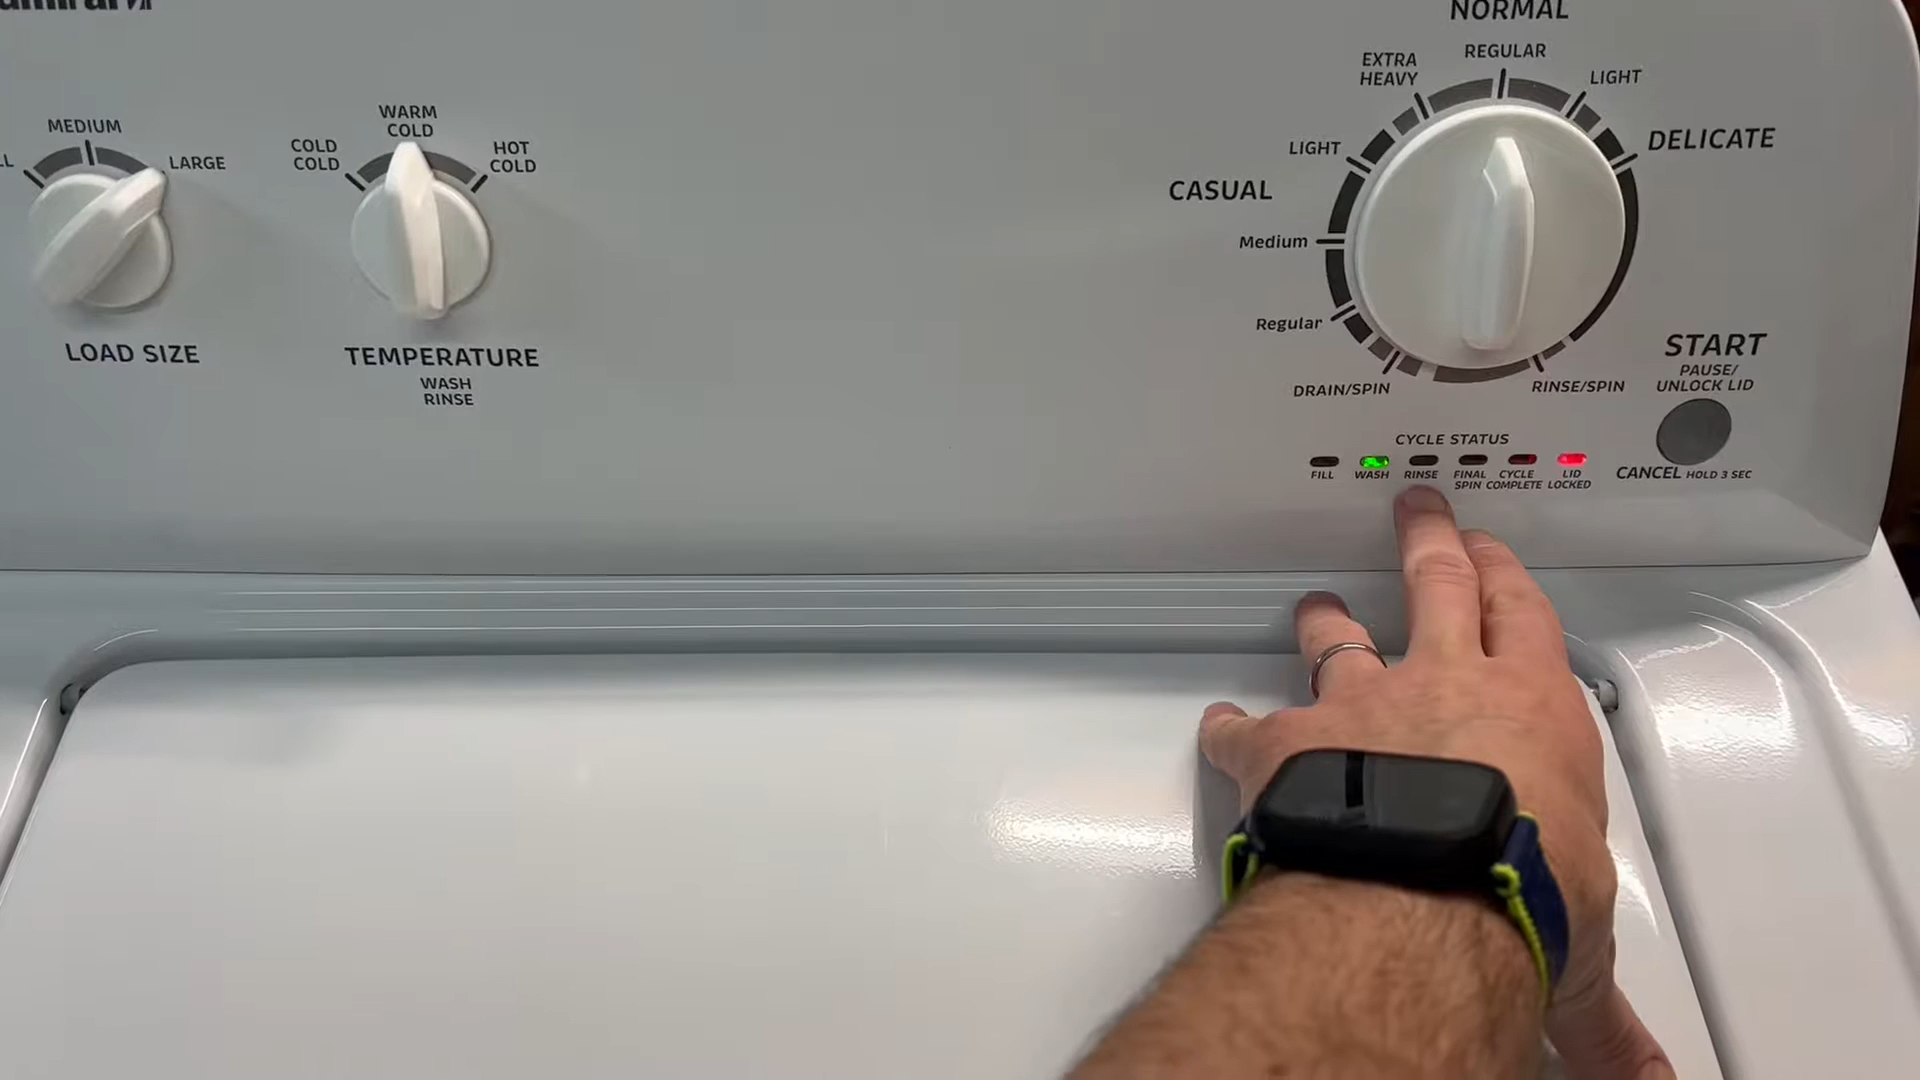 NORMAL
REGULAR
EXTRA
HEAVY
LIGHT
LIGHT
DELICATE
CASUAL
Medium
Regular
DRAIN/SPIN
RINSE/SPIN
MEDIUM
LARGE
LOAD SIZE
WARM
COLD
COLD
COLD
HOT
COLD
TEMPERATURE
WASH
RINSE
START
PAUSE/
UNLOCK LID
CANCEL HOLD 3 SEC
CYCLE STATUS
FILL
WASH
RINSE
FINAL
SPIN
CYCLE
COMPLETE
LID
LOCKED